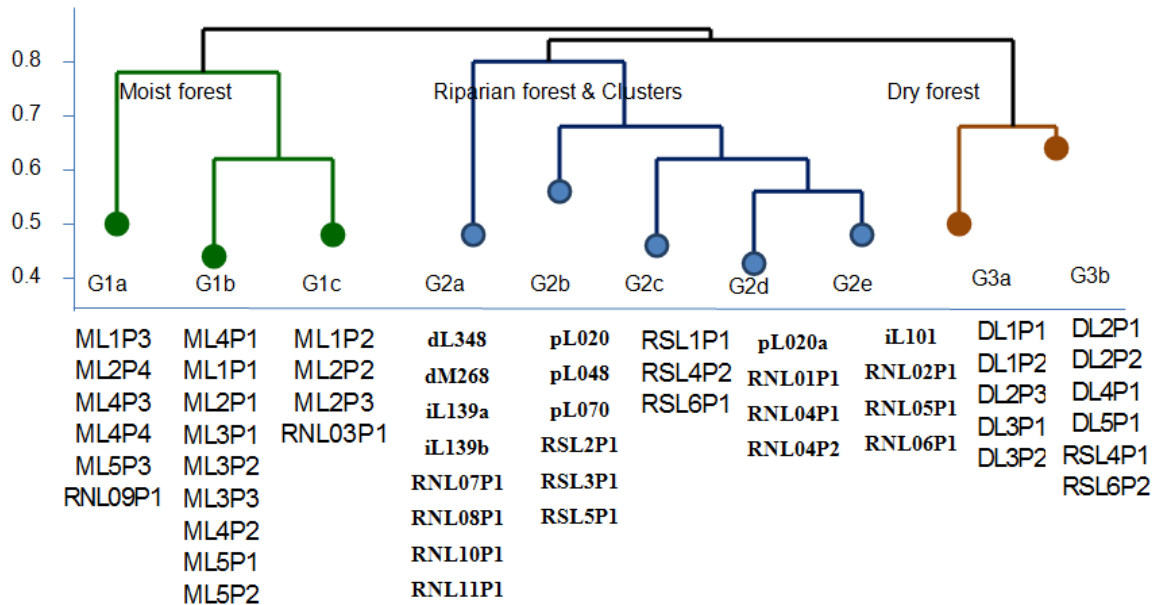 0.8
0.7
0.6
0.5
0.4
Moist forest
Riparian forest & Clusters
Dry forest
G1a
G1b
G1c
G2a
G2b
G2c
G2d
G2e
G3a
G3b
ML1P3
ML2P4
ML4P3
ML4P4
ML5P3
RNL09P1
ML4P1
ML1P1
ML2P1
ML3P1
ML3P2
ML3P3
ML4P2
ML5P1
ML5P2
ML1P2
ML2P2
ML2P3
RNL03P1
dL348
dM268
iL139a
iL139b
RNL07P1
RNL08P1
RNL10P1
RNL11P1
pL020
pL048
pL070
RSL2P1
RSL3P1
RSL5P1
RSL1P1
RSL4P2
RSL6P1
pL020a
RNL01P1
RNL04P1
RNL04P2
iL101
RNL02P1
RNL05P1
RNL06P1
DL1P1
DL1P2
DL2P3
DL3P1
DL3P2
DL2P1
DL2P2
DL4P1
DL5P1
RSL4P1
RSL6P2